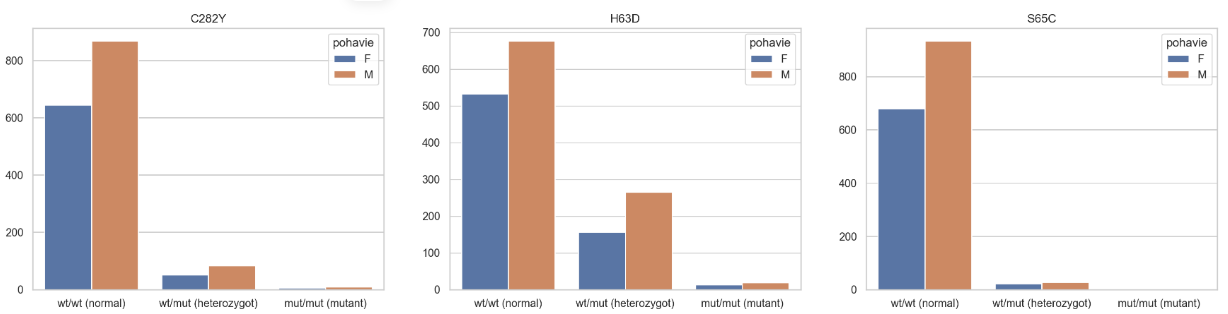 C282Y
800
600
400
200
0
wt/wt (normal)
wt/mut (heterozygot)
mut/mut (mutant)
pohavie
F
M
H63D
700
600
500
400
300
200
100
0
wt/wt (normal)
wt/mut (heterozygot)
mut/mut (mutant)
pohavie
F
M
S65C
800
600
400
200
0
wt/wt (normal)
wt/mut (heterozygot)
mut/mut (mutant)
pohavie
F
M